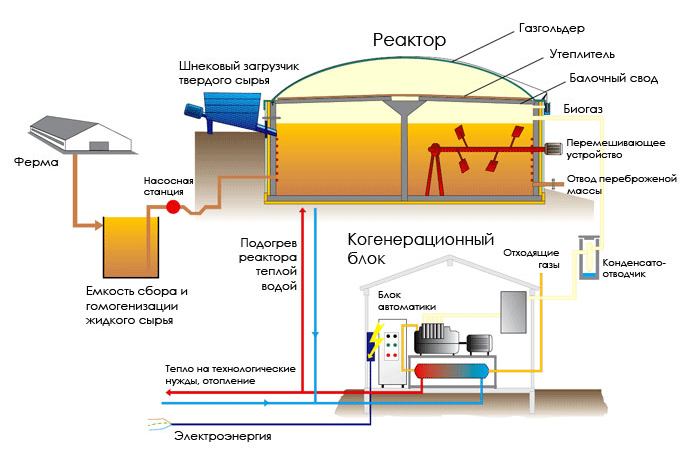 Газгольдер
Реактор
Утеплитель
Шнековый загрузчик
твердого сырья
Балочный свод
Биогаз
Ферма
Перемешивающее
устройство
Насосная
станция
Отвод переброженой
массы
Подогрев
реактора
теплой
водой
Когенерационный
блок
Отходящие
газы
Конденсато-
отводчик
Емкость сбора и
гомогенизации
жидкого сырья
Блок
автоматики
Тепло на технологические
нужды, отопление
Электроэнергия